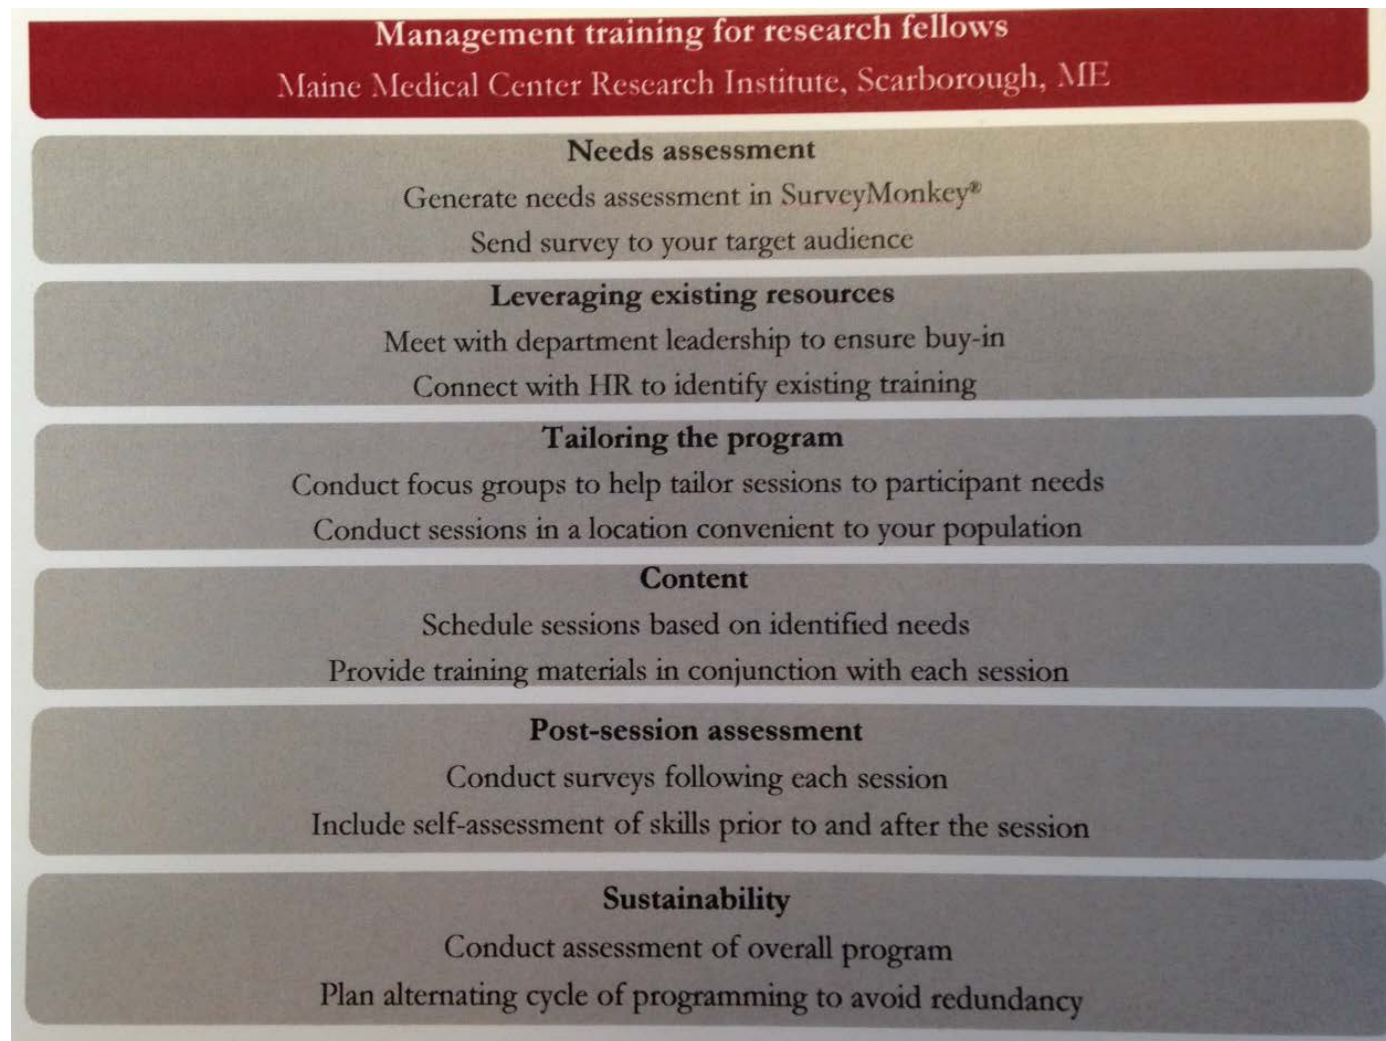 Management training for research fellows
Maine Medical Center Research Institute, Scarborough, ME
Needs assessment
Generate needs assessment in SurveyMonkey®
Send survey to your target audience
Leveraging existing resources
Meet with department leadership to ensure buy-in
Connect with HR to identify existing training
Tailoring the program
Conduct focus groups to help tailor sessions to participant needs
Conduct sessions in a location convenient to your population
Content
Schedule sessions based on identified needs
Provide training materials in conjunction with each session
Post-session assessment
Conduct surveys following each session
Include self-assessment of skills prior to and after the session
Sustainability
Conduct assessment of overall program
Plan alternating cycle of programming to avoid redundancy